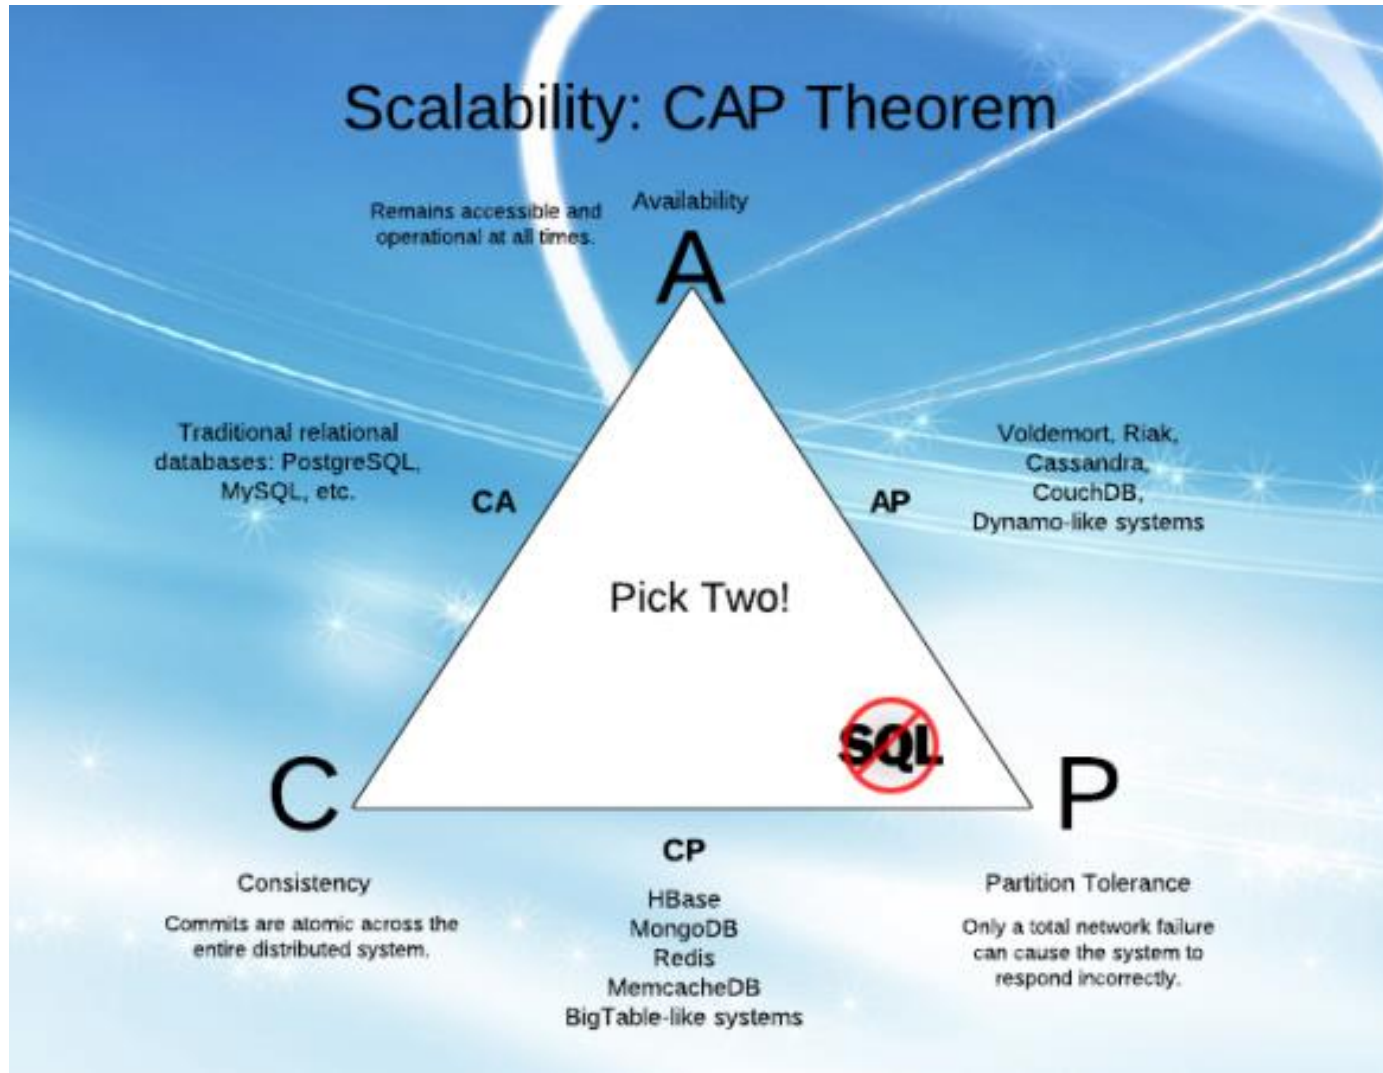 Scalability: CAP Theorem
Availability
Remains accessible and
operational at all times.
A
Traditional relational
databases: PostgreSQL,
MySQL, etc.
CA
AP
Voldemort, Riak,
Cassandra,
CouchDB,
Dynamo-like systems
Pick Two!
SQL
C
P
Consistency
Commits are atomic across the
entire distributed system.
CP
HBase
MongoDB
Redis
MemcacheDB
BigTable-like systems
Partition Tolerance
Only a total network failure
can cause the system to
respond incorrectly.